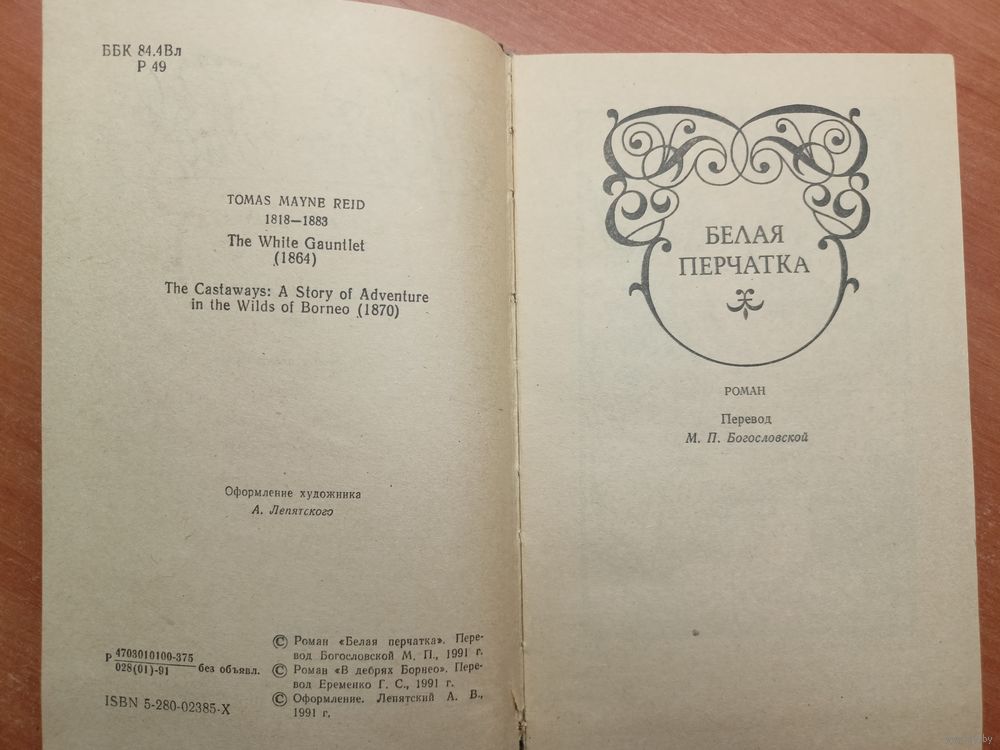 ББК 84.4Вл
Р 49
TOMAS MAYNE REID
1818—1883
The White Gauntlet
(1864)
The Castaways: A Story of Adventure
in the Wilds of Borneo (1870)
Оформление художника
А. Лепятского
Р 4703010100-375
028(01)-91 без объявл.
ISBN 5-280-02385-X
© Роман «Белая перчатка». Пере-
вод Богословской М. П., 1991 г.
© Роман «В дебрях Борнео». Пере-
вод Еременко Г. С., 1991 г.
© Оформление. Лепятский А. В.,
1991 г.
БЕЛАЯ
ПЕРЧАТКА
РОМАН
Перевод
М. П. Богословской